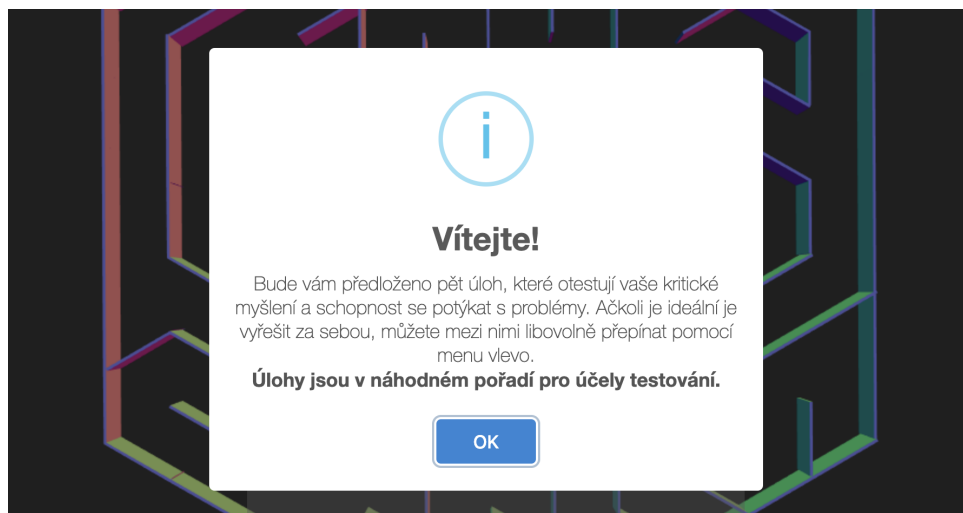 i
Vítejte!
Bude vám předloženo pět úloh, které otestují vaše kritické
myšlení a schopnost se potýkat s problémy. Ačkoli je ideální je
vyřešit za sebou, můžete mezi nimi libovolně přepínat pomocí
menu vlevo.
Úlohy jsou v náhodném pořadí pro účely testování.
OK